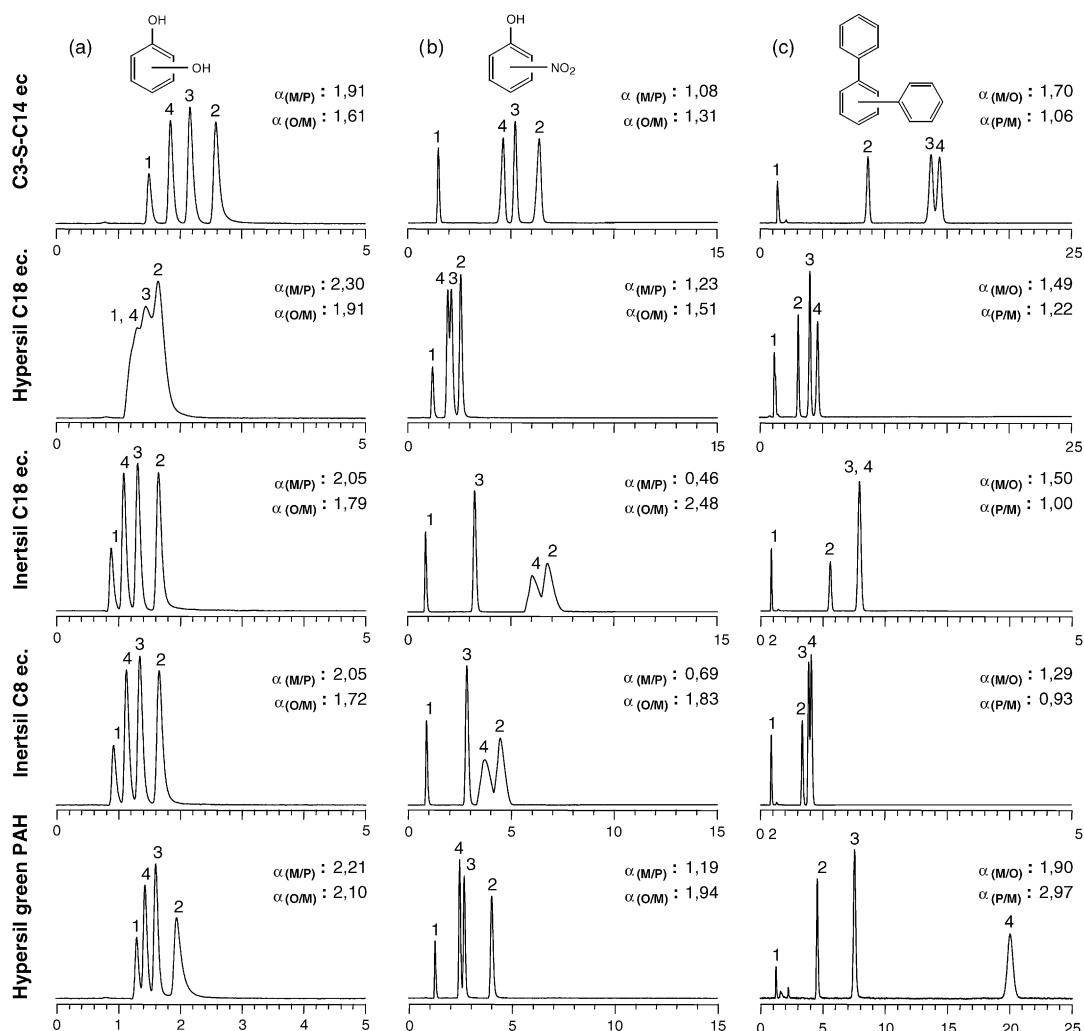 (a)
OH
OH
C3-S-C14 ec
α(M/P) : 1,91
α(O/M) : 1,61
1
4
3
2
0
5
(b)
OH
NO2
α(M/P) : 1,08
α(O/M) : 1,31
1
4
3
2
0
15
(c)
α(M/O) : 1,70
α(P/M) : 1,06
1
2
3 4
0
25
Hypersil C18 ec.
α(M/P) : 2,30
α(O/M) : 1,91
1, 4
3
2
0
5
α(M/P) : 1,23
α(O/M) : 1,51
1
4 3
2
0
15
α(M/O) : 1,49
α(P/M) : 1,22
1
2
3
4
0
25
Inertsil C18 ec.
α(M/P) : 2,05
α(O/M) : 1,79
1
4
3
2
0
5
α(M/P) : 0,46
α(O/M) : 2,48
1
3
4
2
0
15
α(M/O) : 1,50
α(P/M) : 1,00
1
2
3, 4
0 2
5
Inertsil C8 ec.
α(M/P) : 2,05
α(O/M) : 1,72
1
4
3
2
0
5
α(M/P) : 0,69
α(O/M) : 1,83
1
3
4
2
0
5
10
15
α(M/O) : 1,29
α(P/M) : 0,93
1
2
3
4
0 2
5
Hypersil green PAH
α(M/P) : 2,21
α(O/M) : 2,10
1
4
3
2
0
1
2
3
4
5
α(M/P) : 1,19
α(O/M) : 1,94
1
4
3
2
0
5
10
15
α(M/O) : 1,90
α(P/M) : 2,97
1
2
3
4
0
5
10
15
20
25